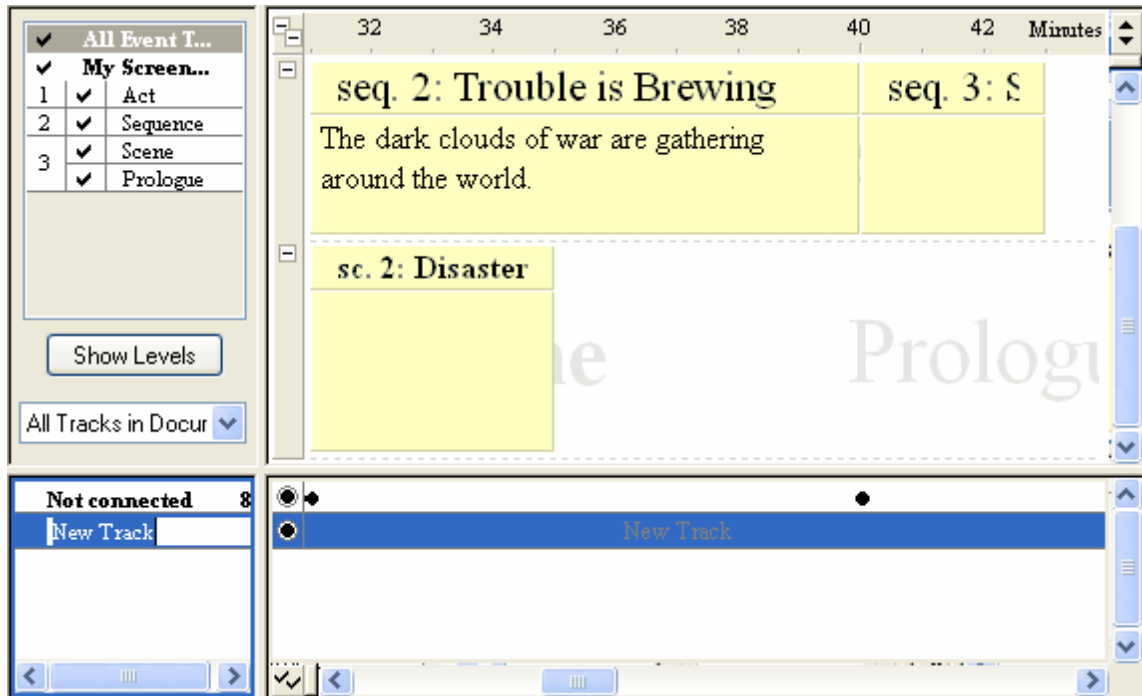 All Event T...
My Screen...
1 Act
2 Sequence
3 Scene
Prologue
Show Levels
All Tracks in Docur
32 34 36 38 40 42 Minutes
seq. 2: Trouble is Brewing
seq. 3: S
The dark clouds of war are gathering
around the world.
sc. 2: Disaster
ne Prologu
Not connected 8
New Track
New Track